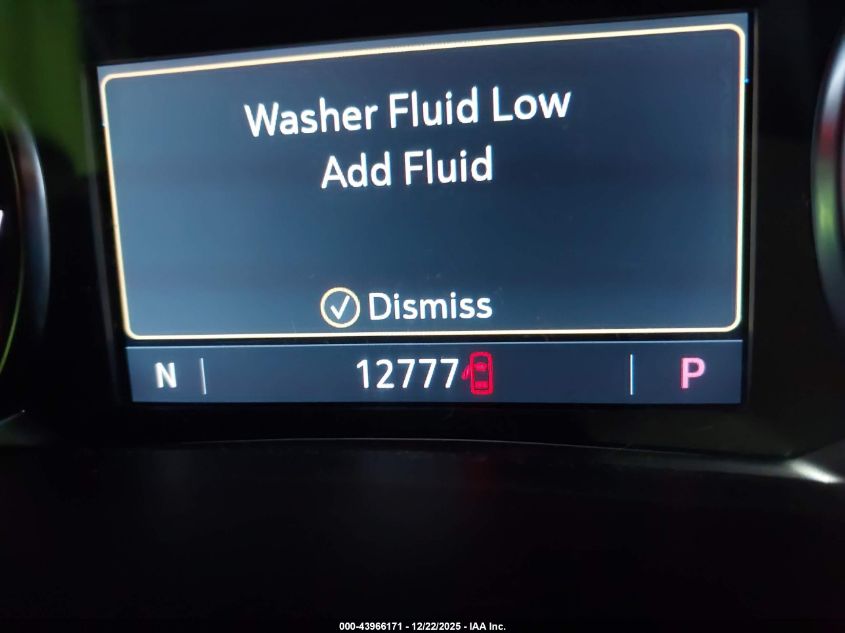 Washer Fluid Low
Add Fluid
Dismiss
N 12777 P
000-43966171 - 12/22/2025 - IAA Inc.